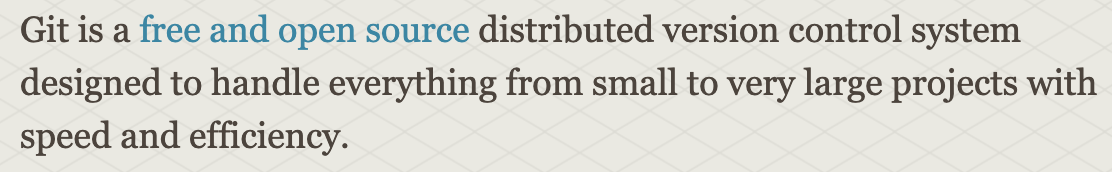 Git is a free and open source distributed version control system
designed to handle everything from small to very large projects with
speed and efficiency.